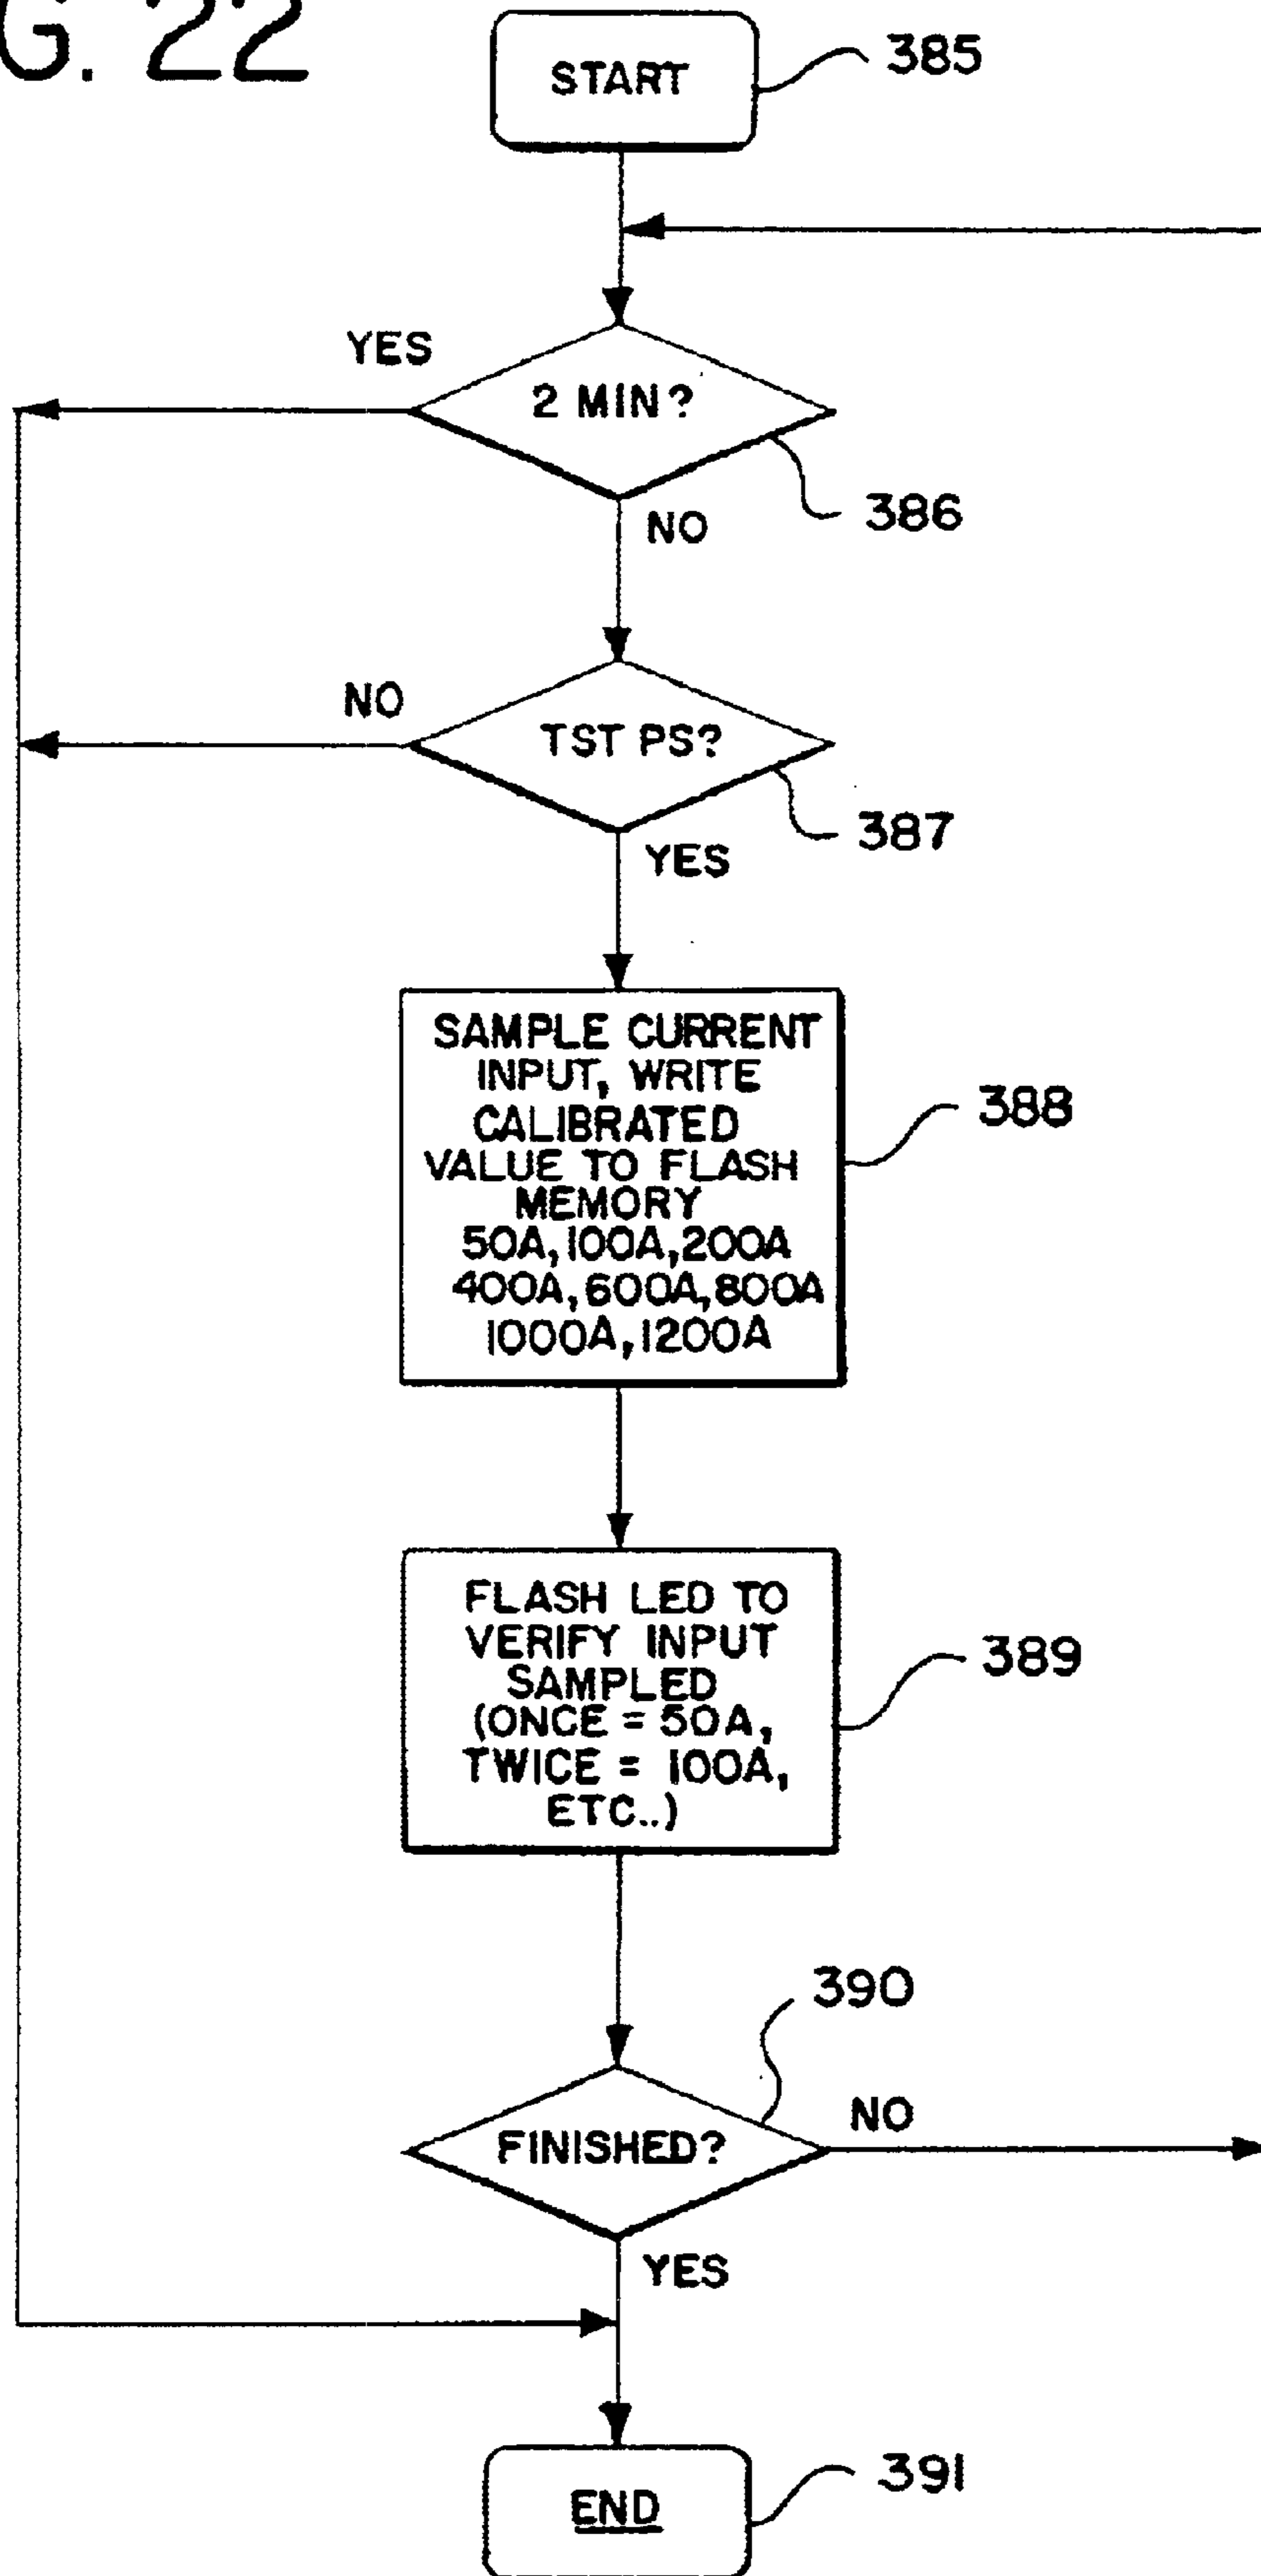 G. 22
START
385
YES
2 MIN?
386
NO
NO
TST PS?
387
YES
SAMPLE CURRENT
INPUT, WRITE
CALIBRATED
VALUE TO FLASH
MEMORY
50A, 100A, 200A
400A, 600A, 800A
1000A, 1200A
388
FLASH LED TO
VERIFY INPUT
SAMPLED
(ONCE = 50A,
TWICE = 100A,
ETC..)
389
390
FINISHED?
NO
YES
END
391